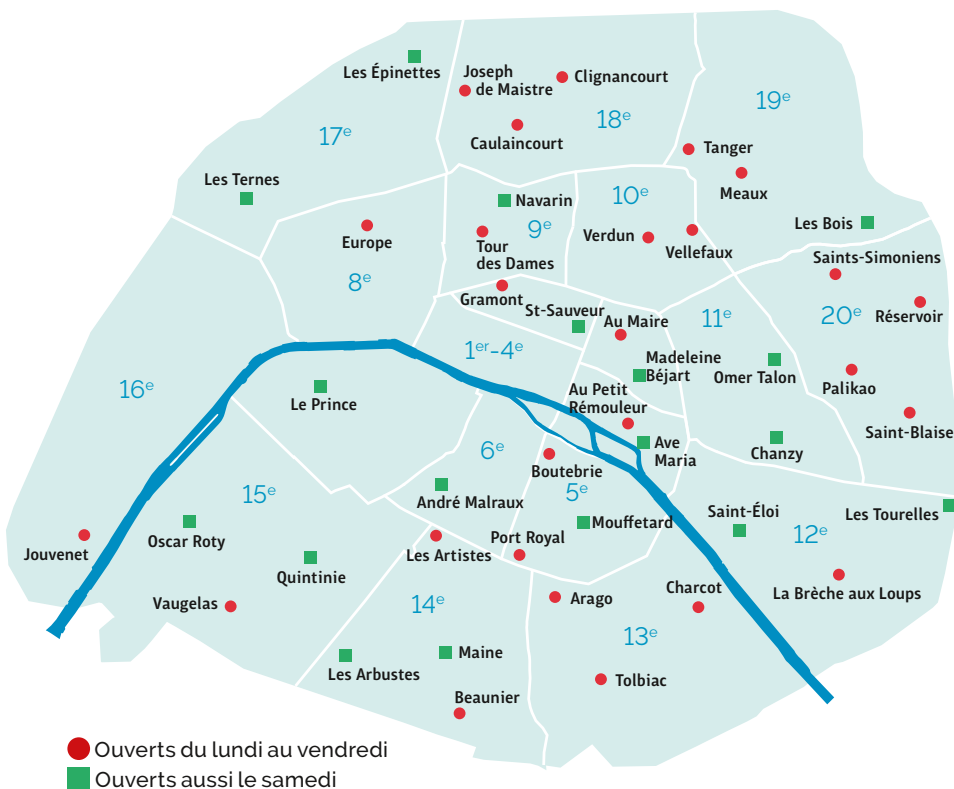 Les Épinettes
Joseph
de Maistre
Clignancourt
19e
17e
18e
Caulaincourt
Tanger
Meaux
Les Ternes
Navarin
10e
9e
Les Bois
Europe
Tour
des Dames
Verdun
Vellefaux
Saints-Simoniens
8e
Gramont
St-Sauveur
Au Maire
11e
20e
Réservoir
1er-4e
Madeleine
Béjart
Omer Talon
16e
Le Prince
Au Petit
Rémouleur
Palikao
Saint-Blaise
6e
Ave
Maria
Chanzy
Boutebrie
15e
André Malraux
5e
Mouffetard
Saint-Éloi
Les Tourelles
12e
Oscar Roty
Jouvenet
Les Artistes
Port Royal
Quintinie
La Brèche aux Loups
Vaugelas
14e
Arago
Charcot
13e
Les Arbustes
Maine
Tolbiac
Beaunier
Ouverts du lundi au vendredi
Ouverts aussi le samedi